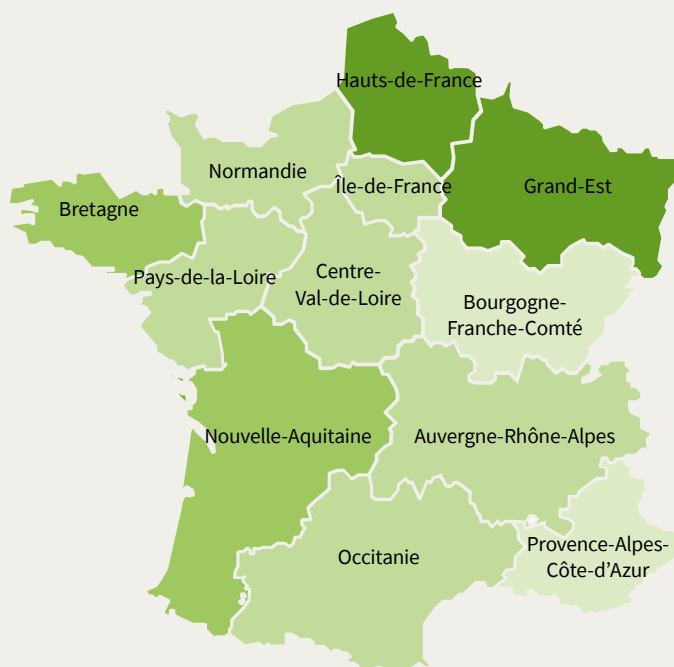 Hauts-de-France
Normandie
Île-de-France
Grand-Est
Bretagne
Pays-de-la-Loire
Centre-
Val-de-Loire
Bourgogne-
Franche-Comté
Nouvelle-Aquitaine
Auvergne-Rhône-Alpes
Occitanie
Provence-Alpes-
Côte-d’Azur